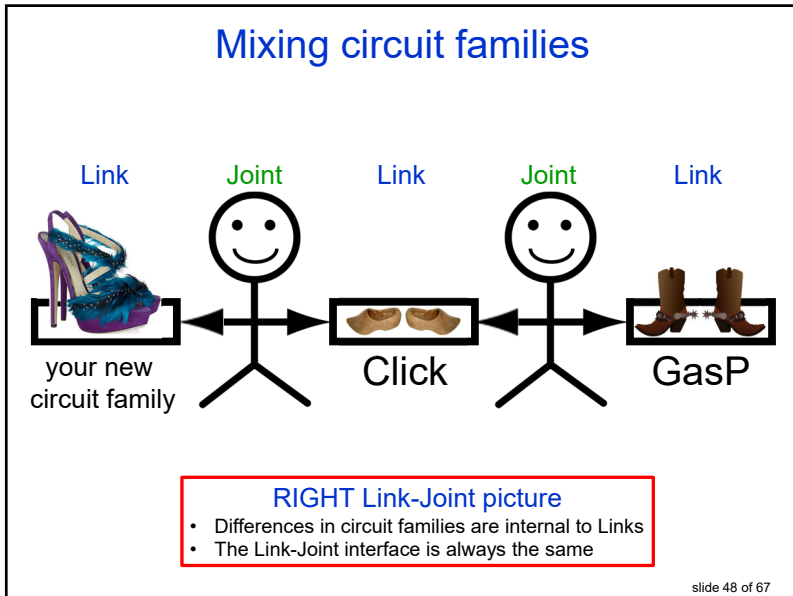 Mixing circuit families
Link
Joint
Link
Joint
Link
your new
circuit family
Click
GasP
RIGHT Link-Joint picture
• Differences in circuit families are internal to Links
• The Link-Joint interface is always the same
slide 48 of 67